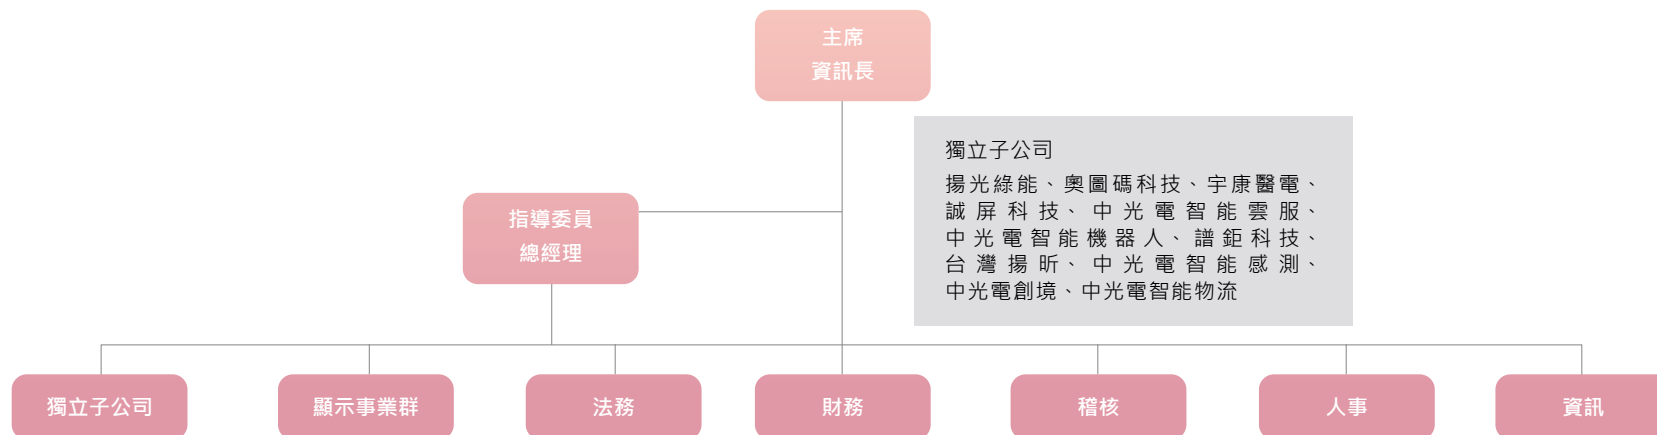 主席
資訊長
獨立子公司
揚光綠能、奧圖碼科技、宇康醫電、
誠屏科技、中光電智能雲服、
中光電智能機器人、譜鉅科技、
台灣揚昕、中光電智能感測、
中光電創境、中光電智能物流
指導委員
總經理
獨立子公司
顯示事業群
法務
財務
稽核
人事
資訊